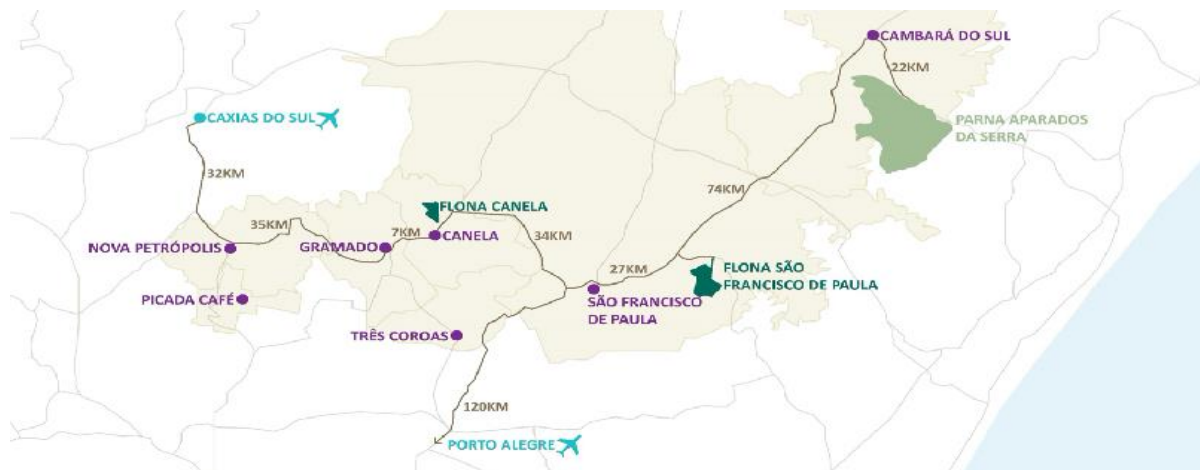 CAMBARÁ DO SUL
22KM
CAXIAS DO SUL
PARNA APARADOS
DA SERRA
32KM
74KM
FLONA CANELA
35KM
7KM
CANELA
34KM
NOVA PETRÓPOLIS
GRAMADO
27KM
FLONA SÃO
FRANCISCO DE PAULA
PICADA CAFÉ
SÃO FRANCISCO
DE PAULA
TRÊS COROAS
120KM
PORTO ALEGRE